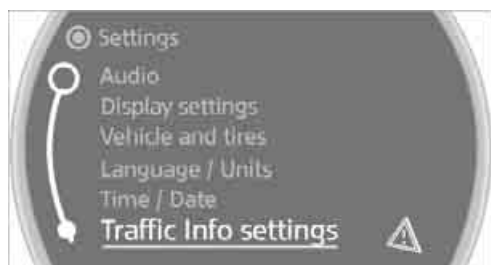 Settings
Audio
Display settings
Vehicle and tires
Language / Units
Time / Date
Traffic Info settings